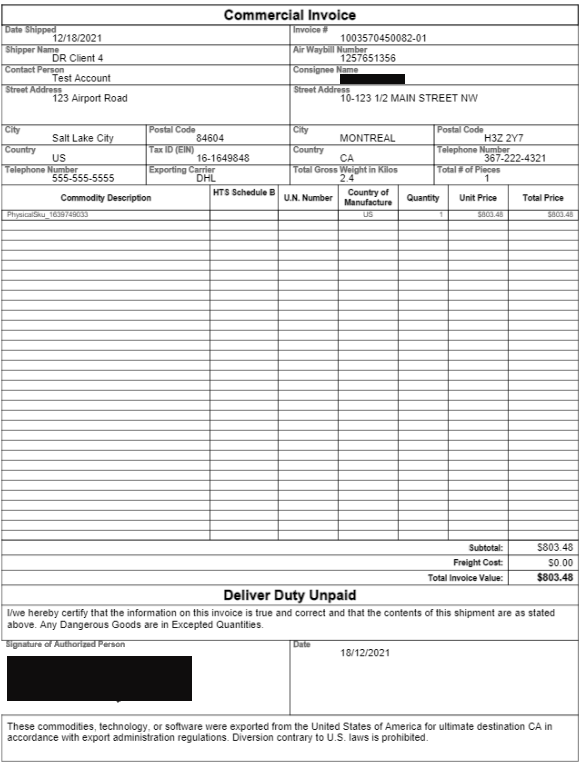 Commercial Invoice
Date Shipped
12/18/2021
Invoice #
1003570450082-01
Shipper Name
DR Client 4
Air Waybill Number
1257651356
Contact Person
Test Account
Consignee Name
Street Address
123 Airport Road
Street Address
10-123 1/2 MAIN STREET NW
City
Salt Lake City
Postal Code
84604
City
MONTREAL
Postal Code
H3Z 2Y7
Country
US
Tax ID (EIN)
16-1649848
Country
CA
Telephone Number
367-222-4321
Telephone Number
555-555-5555
Exporting Carrier
DHL
Total Gross Weight in Kilos
2.4
Total # of Pieces
1
Commodity Description HTS Schedule B U.N. Number Country of Manufacture Quantity Unit Price Total Price
PhysicalSku_1639749033 US 1 $803.48 $803.48
Subtotal: $803.48
Freight Cost: $0.00
Total Invoice Value: $803.48
Deliver Duty Unpaid
I/we hereby certify that the information on this invoice is true and correct and that the contents of this shipment are as stated
above. Any Dangerous Goods are in Excepted Quantities.
Signature of Authorized Person
Date
18/12/2021
These commodities, technology, or software were exported from the United States of America for ultimate destination CA in
accordance with export administration regulations. Diversion contrary to U.S. laws is prohibited.